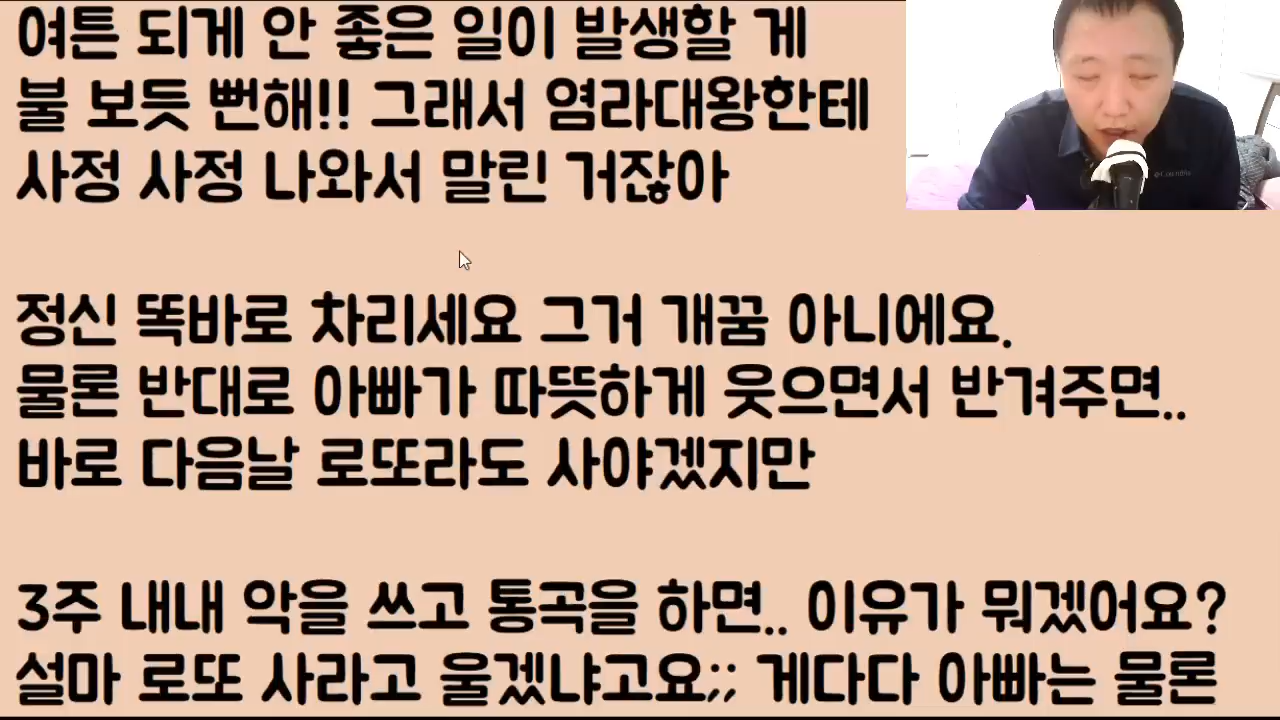 여튼 되게 안 좋은 일이 발생할 게
불 보듯 뻔해!! 그래서 염라대왕한테
사정 사정 나와서 말린 거잖아
정신 똑바로 차리세요 그거 개꿈 아니에요.
물론 반대로 아빠가 따뜻하게 웃으면서 반겨주면..
바로 다음날 로또라도 사야겠지만
3주 내내 악을 쓰고 통곡을 하면.. 이유가 뭐겠어요?
설마 로또 사라고 울겠냐고요;; 게다다 아빠는 물론